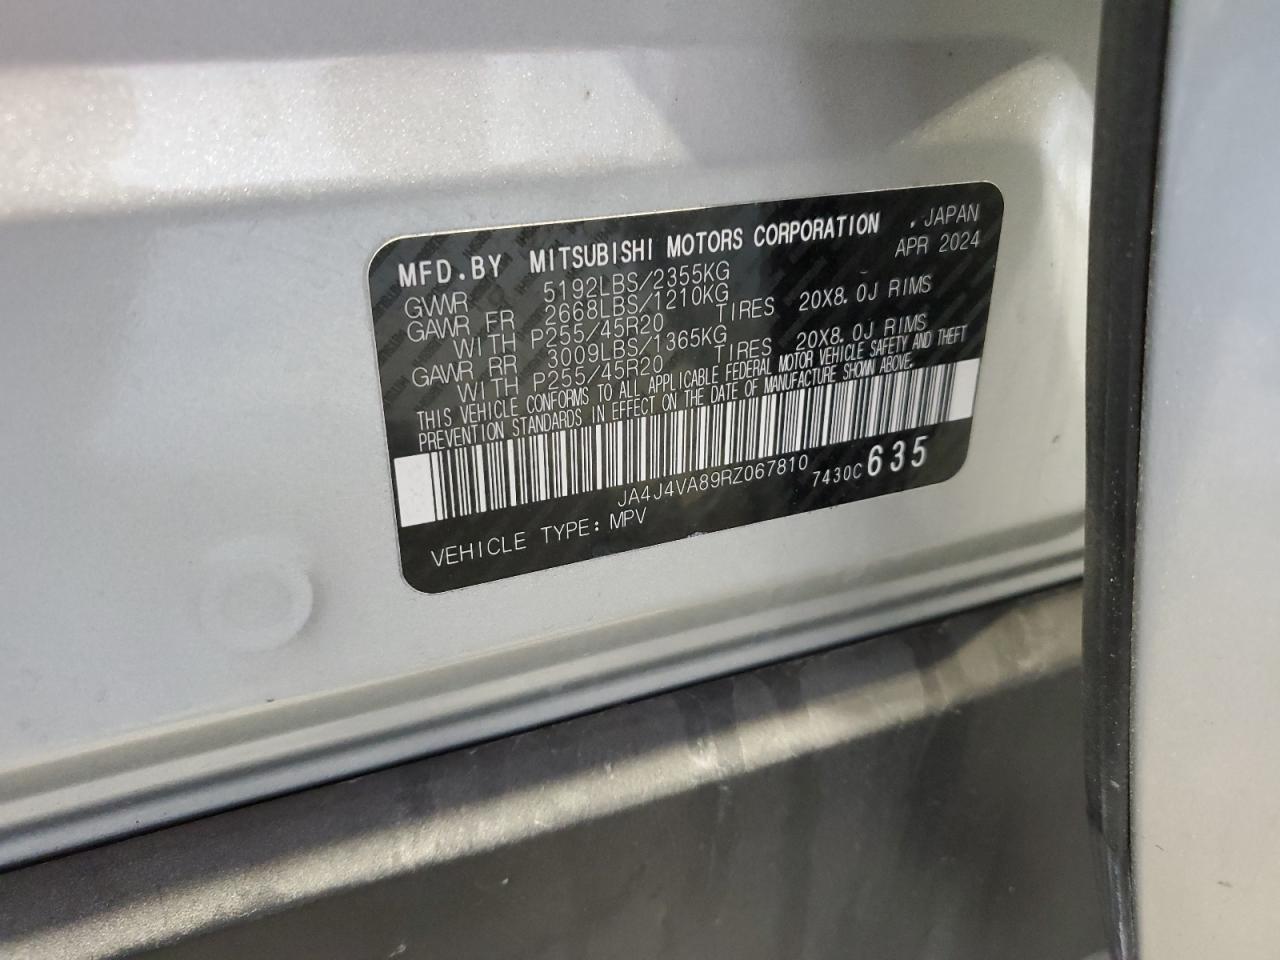 MFD.BY MITSUBISHI MOTORS CORPORATION , JAPAN
APR 2024
GVWR 5192LBS/2355KG
GAWR FR 2668LBS/1210KG
WITH P255/45R20 TIRES 20X8.0J RIMS
GAWR RR 3009LBS/1365KG
WITH P255/45R20 TIRES 20X8.0J RIMS
THIS VEHICLE CONFORMS TO ALL APPLICABLE FEDERAL MOTOR VEHICLE SAFETY AND THEFT
PREVENTION STANDARDS IN EFFECT ON THE DATE OF MANUFACTURE SHOWN ABOVE.
JA4J4VA89RZ067810 7430C 635
VEHICLE TYPE: MPV